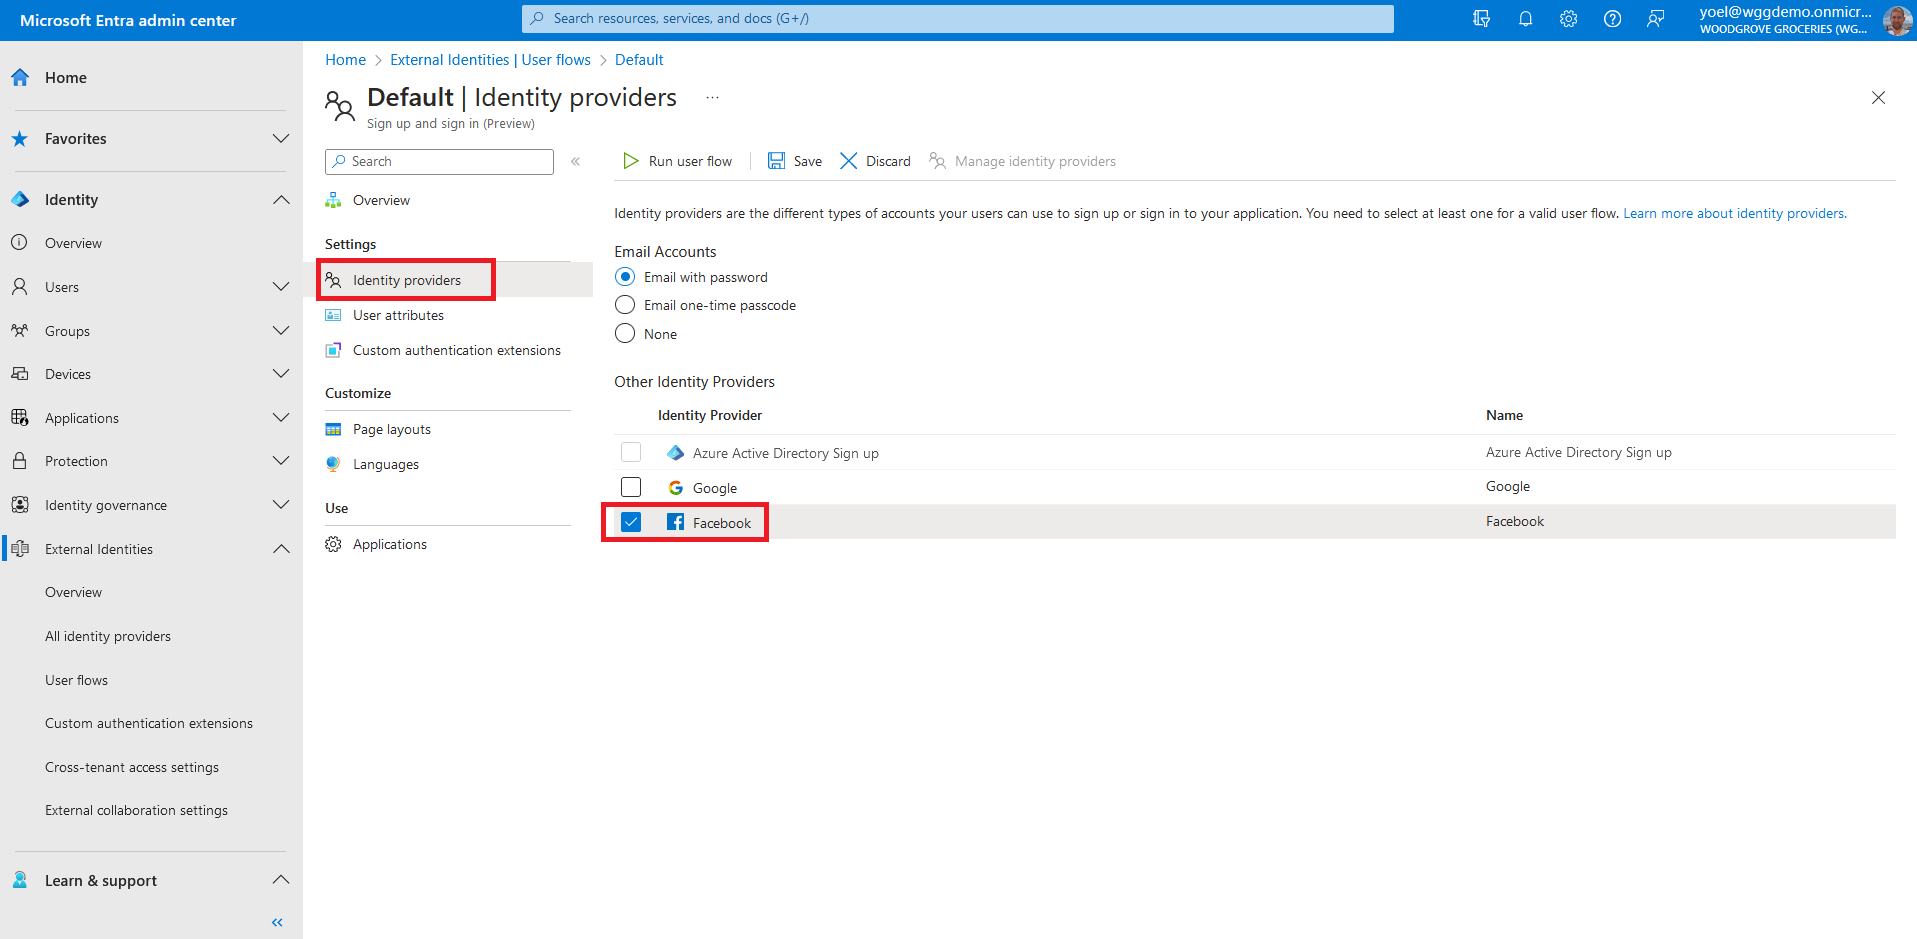 Microsoft Entra admin center
Search resources, services, and docs (G+/)
yoel@wggdemo.onmicr...
WOODGROVE GROCERIES (WG...
Home
Favorites
Identity
Overview
Users
Groups
Devices
Applications
Protection
Identity governance
External Identities
Overview
All identity providers
User flows
Custom authentication extensions
Cross-tenant access settings
External collaboration settings
Learn & support
Home > External Identities | User flows > Default
Default | Identity providers ...
Sign up and sign in (Preview)
Search
Overview
Settings
Identity providers
User attributes
Custom authentication extensions
Customize
Page layouts
Languages
Use
Applications
Run user flow Save Discard Manage identity providers
Identity providers are the different types of accounts your users can use to sign up or sign in to your application. You need to select at least one for a valid user flow. Learn more about identity providers.
Email Accounts
Email with password
Email one-time passcode
None
Other Identity Providers
Identity Provider Name
Azure Active Directory Sign up Azure Active Directory Sign up
Google Google
Facebook Facebook